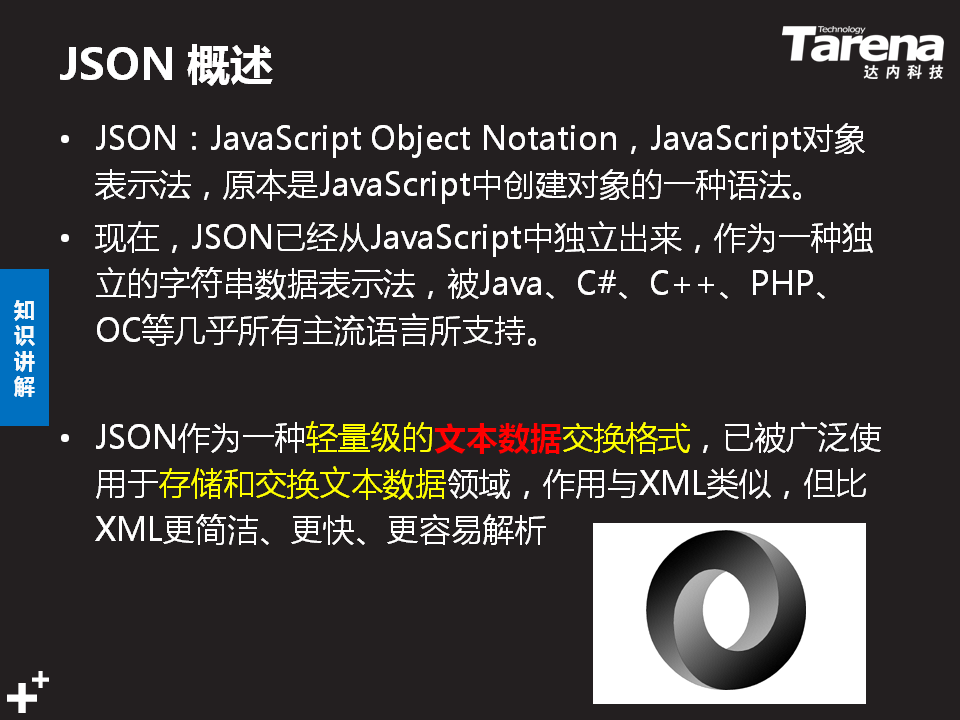 JSON 概述
Technology
Tarena
达内科技
• JSON：JavaScript Object Notation，JavaScript对象
表示法，原本是JavaScript中创建对象的一种语法。
• 现在，JSON已经从JavaScript中独立出来，作为一种独
立的字符串数据表示法，被Java、C#、C++、PHP、
OC等几乎所有主流语言所支持。
知识讲解
• JSON作为一种轻量级的文本数据交换格式，已被广泛使
用于存储和交换文本数据领域，作用与XML类似，但比
XML更简洁、更快、更容易解析